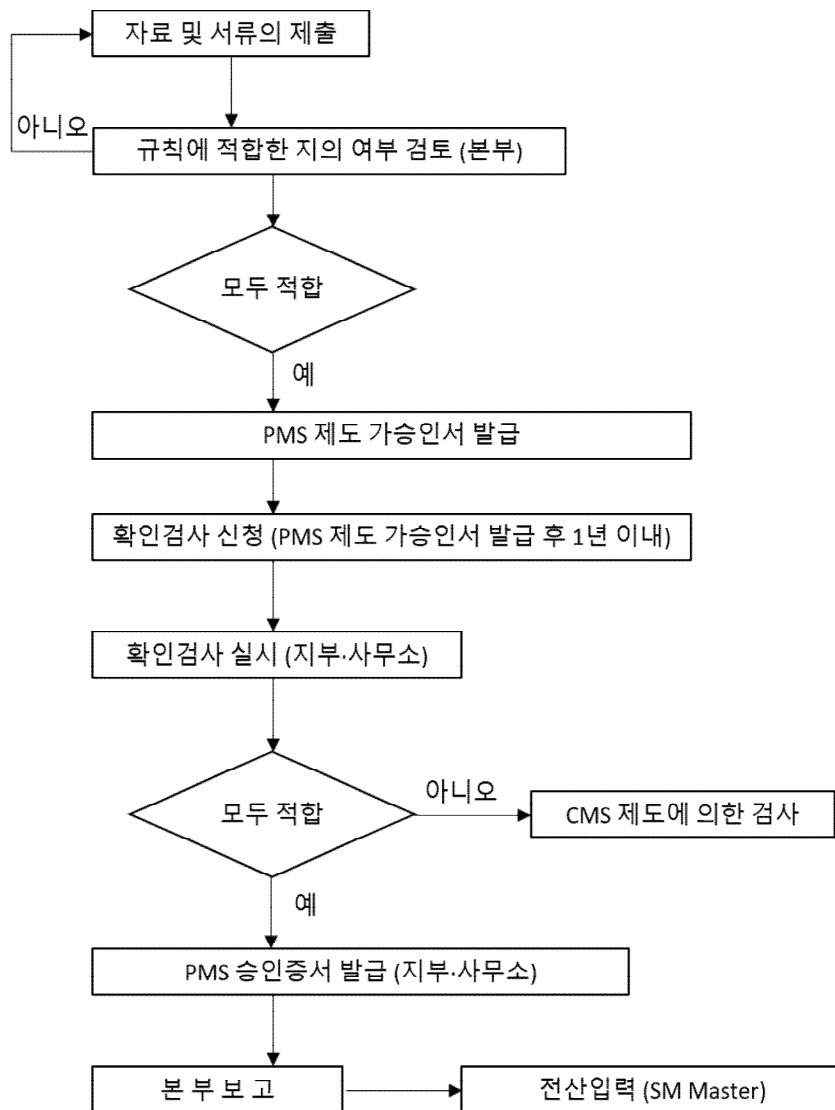 자료 및 서류의 제출
아니오
규칙에 적합한 지의 여부 검토 (본부)
모두 적합
예
PMS 제도 가승인서 발급
확인검사 신청 (PMS 제도 가승인서 발급 후 1년 이내)
확인검사 실시 (지부·사무소)
모두 적합
아니오
CMS 제도에 의한 검사
예
PMS 승인증서 발급 (지부·사무소)
본 부 보 고
전산입력 (SM Master)